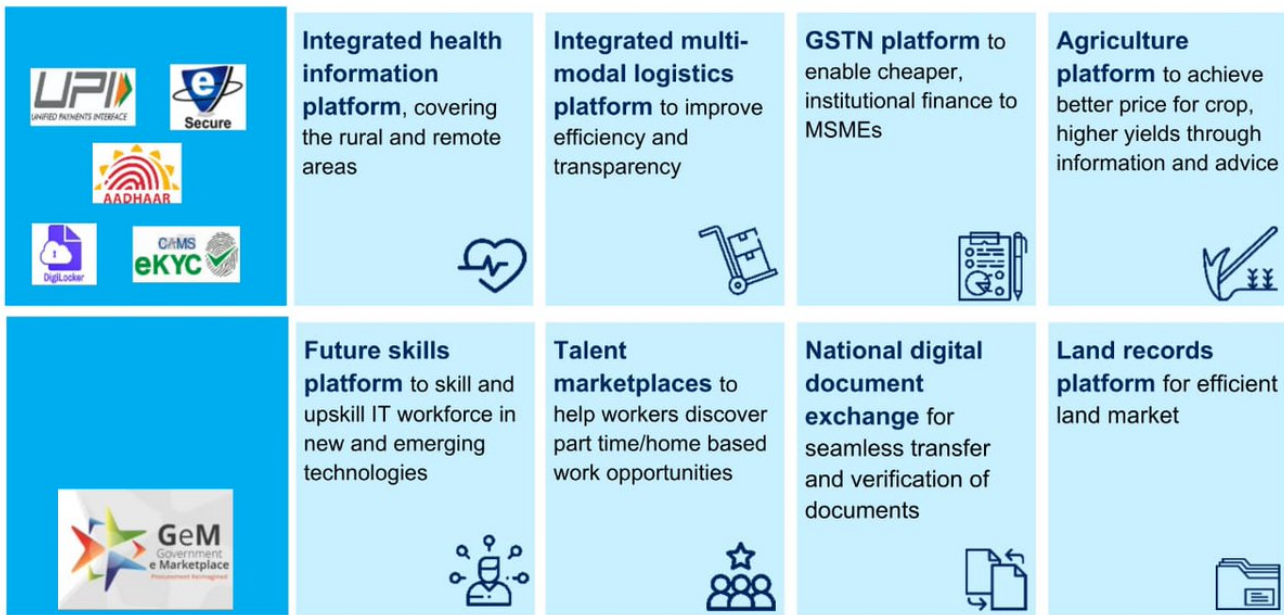 UPI
UNIFIED PAYMENTS INTERFACE
e
Secure
AADHAAR
DigiLocker
CAMS
eKYC
Integrated health
information
platform, covering
the rural and remote
areas
Integrated multi-
modal logistics
platform to improve
efficiency and
transparency
GSTN platform to
enable cheaper,
institutional finance to
MSMEs
Agriculture
platform to achieve
better price for crop,
higher yields through
information and advice
GeM
Government
e Marketplace
Procurement Reimagined
Future skills
platform to skill and
upskill IT workforce in
new and emerging
technologies
Talent
marketplaces to
help workers discover
part time/home based
work opportunities
National digital
document
exchange for
seamless transfer
and verification of
documents
Land records
platform for efficient
land market